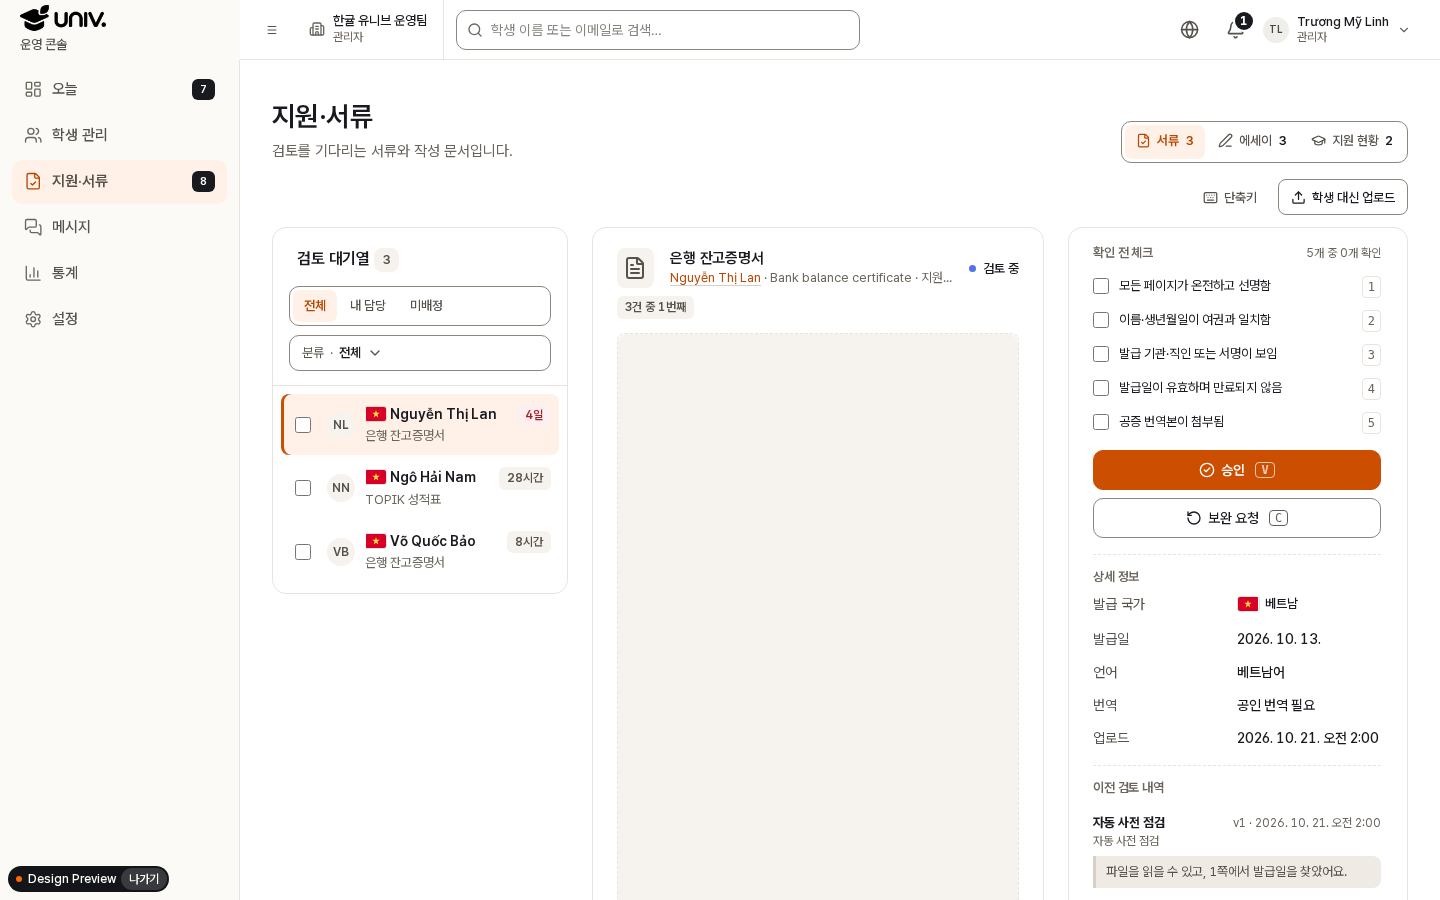 UNIV.
운영 콘솔
오늘 7
학생 관리
지원·서류 8
메시지
통계
설정
Design Preview 나가기
한귤 유니브 운영팀
관리자
학생 이름 또는 이메일로 검색...
1
TL
Trương Mỹ Linh
관리자
지원·서류
검토를 기다리는 서류와 작성 문서입니다.
서류 3 에세이 3 지원 현황 2
단축키 학생 대신 업로드
검토 대기열 3
전체 내 담당 미배정
분류 · 전체
NL Nguyễn Thị Lan 4일
은행 잔고증명서
NN Ngô Hải Nam 28시간
TOPIK 성적표
VB Võ Quốc Bảo 8시간
은행 잔고증명서
은행 잔고증명서
Nguyễn Thị Lan · Bank balance certificate · 지원...
검토 중
3건 중 1번째
확인 전 체크 5개 중 0개 확인
모든 페이지가 온전하고 선명함 1
이름·생년월일이 여권과 일치함 2
발급 기관·직인 또는 서명이 보임 3
발급일이 유효하며 만료되지 않음 4
공증 번역본이 첨부됨 5
승인 V
보완 요청 C
상세 정보
발급 국가 베트남
발급일 2026. 10. 13.
언어 베트남어
번역 공인 번역 필요
업로드 2026. 10. 21. 오전 2:00
이전 검토 내역
자동 사전 점검 v1 · 2026. 10. 21. 오전 2:00
자동 사전 점검
파일을 읽을 수 있고, 1쪽에서 발급일을 찾았어요.